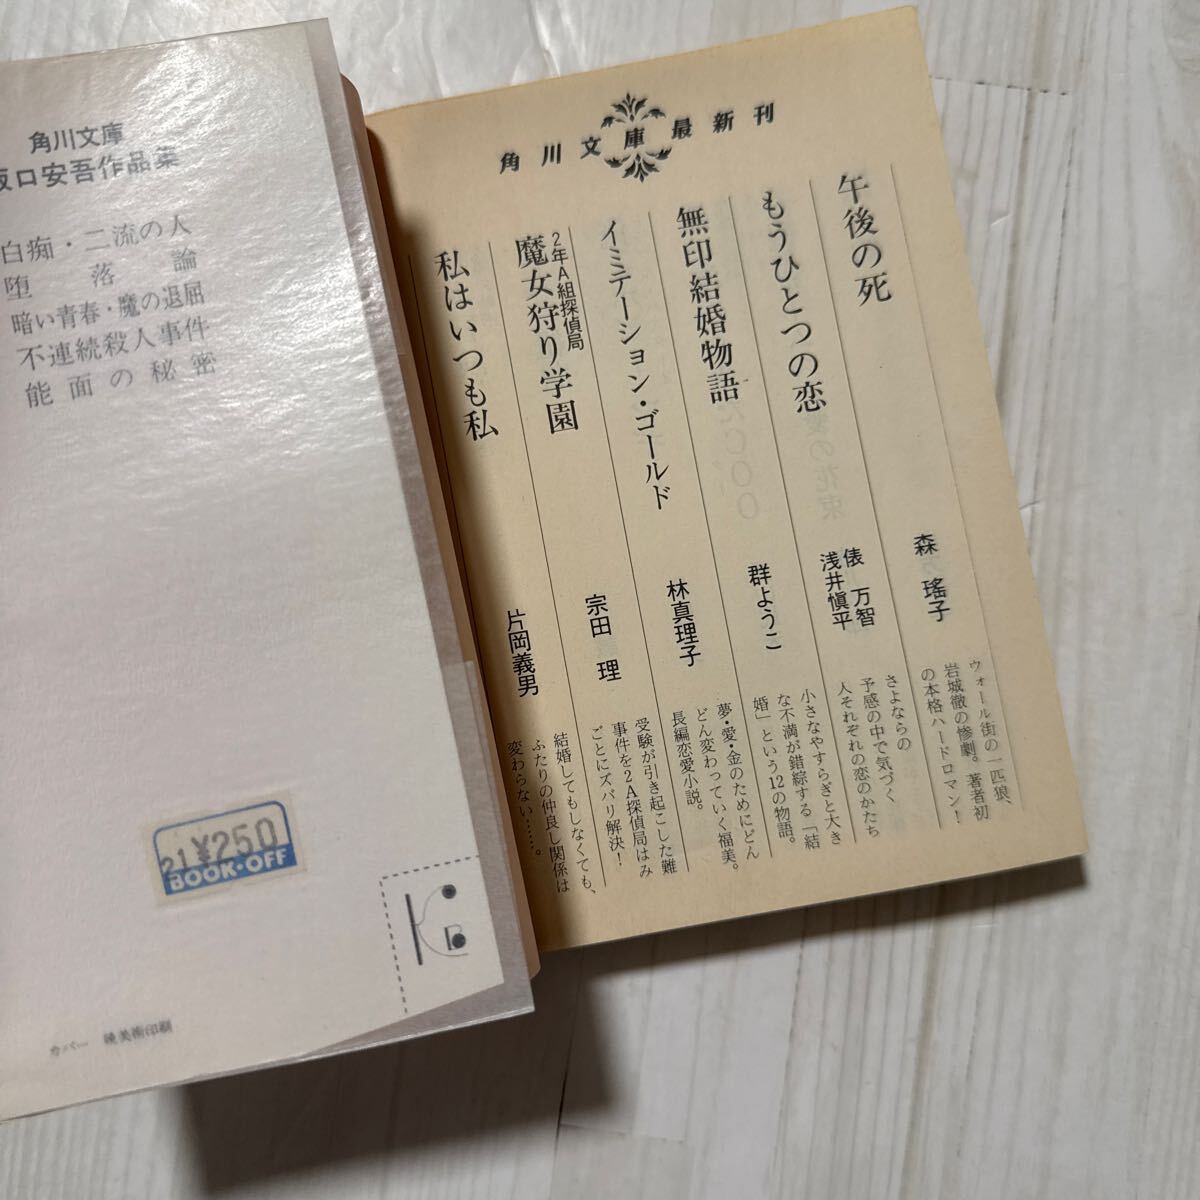 角川文庫
坂口安吾作品集
白痴・二流の人
堕落論
暗い青春・魔の退屈
不連続殺人事件
能面の秘密
21 ¥250
BOOK・OFF
カバー 暁美術印刷
角川文庫最新刊
午後の死
森 瑤子
ウォール街の一匹狼、
岩城徹の惨劇。著者初
の本格ハードロマン！
もうひとつの恋
俵 万智
浅井愼平
さよならの
予感の中で気づく
人それぞれの恋のかたち
無印結婚物語
群ようこ
小さなやすらぎと大き
な不満が錯綜する「結
婚」という12の物語。
イミテーション・ゴールド
林真理子
夢・愛・金のためにどん
どん変わっていく福美。
長編恋愛小説。
2年A組探偵局
魔女狩り学園
宗田 理
受験が引き起こした難
事件を2A探偵局はみ
ごとにズバリ解決！
私はいつも私
片岡義男
結婚してもしなくても、
ふたりの仲良し関係は
変わらない……。